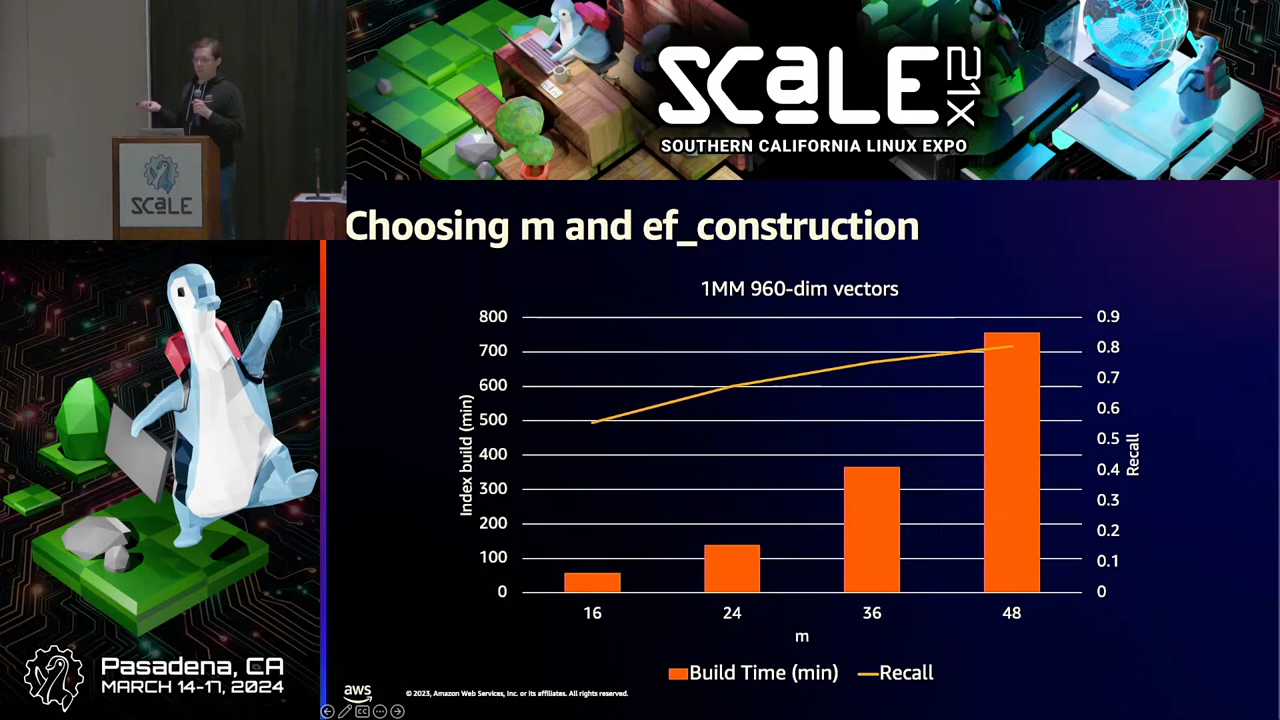 SCaLE 21X
SOUTHERN CALIFORNIA LINUX EXPO
SCaLE
Choosing m and ef_construction
1MM 960-dim vectors
800
700
600
500
400
300
200
100
0
Index build (min)
0.9
0.8
0.7
0.6
0.5
0.4
0.3
0.2
0.1
0
Recall
16 24 36 48
m
Build Time (min) Recall
Pasadena, CA
MARCH 14-17, 2024
aws
© 2023, Amazon Web Services, Inc. or its affiliates. All rights reserved.
CC